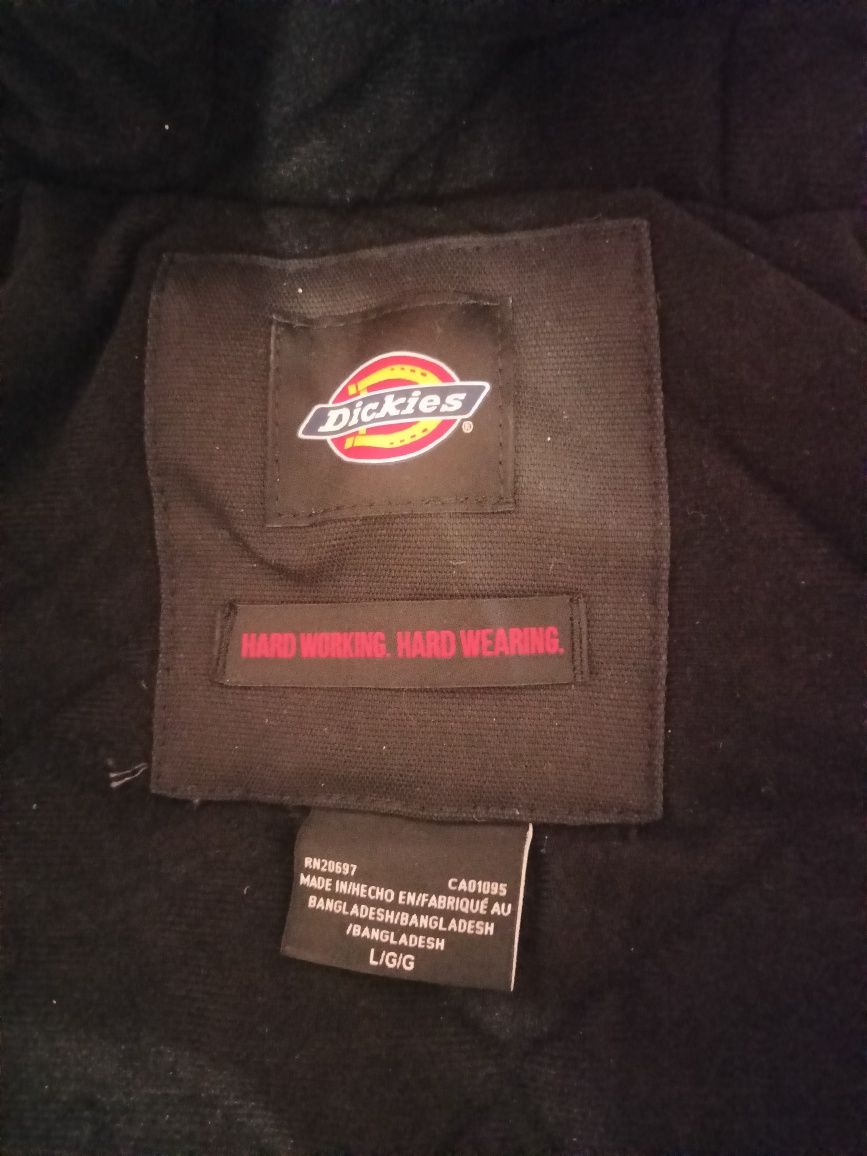 Dickies
®
HARD WORKING. HARD WEARING.
RN20697 CA01095
MADE IN/HECHO EN/FABRIQUÉ AU
BANGLADESH/BANGLADESH
/BANGLADESH
L/G/G